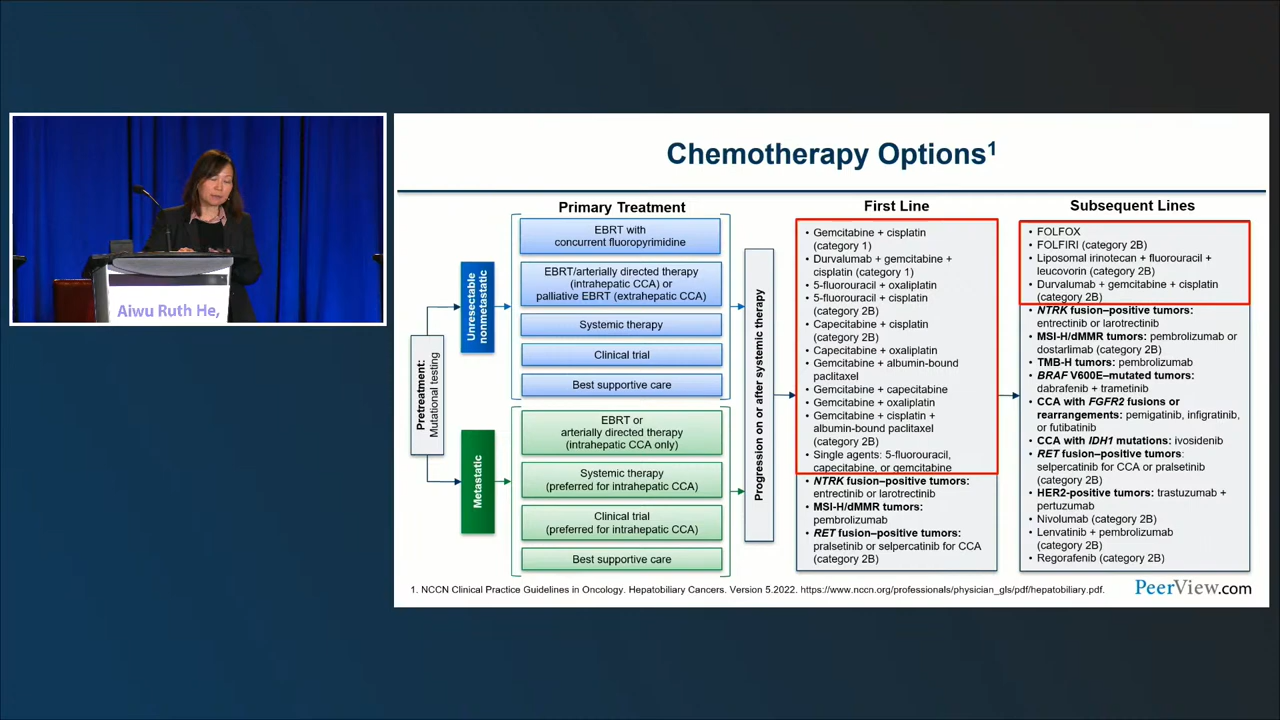 Aiwu Ruth He,
Chemotherapy Options1
Primary Treatment
First Line
Subsequent Lines
Pretreatment:
Mutational testing
Unresectable
nonmetastatic
EBRT with
concurrent fluoropyrimidine
EBRT/arterially directed therapy
(intrahepatic CCA) or
palliative EBRT (extrahepatic CCA)
Systemic therapy
Clinical trial
Best supportive care
Metastatic
EBRT or
arterially directed therapy
(intrahepatic CCA only)
Systemic therapy
(preferred for intrahepatic CCA)
Clinical trial
(preferred for intrahepatic CCA)
Best supportive care
Progression on or after systemic therapy
• Gemcitabine + cisplatin
(category 1)
• Durvalumab + gemcitabine +
cisplatin (category 1)
• 5-fluorouracil + oxaliplatin
• 5-fluorouracil + cisplatin
(category 2B)
• Capecitabine + cisplatin
(category 2B)
• Capecitabine + oxaliplatin
• Gemcitabine + albumin-bound
paclitaxel
• Gemcitabine + capecitabine
• Gemcitabine + oxaliplatin
• Gemcitabine + cisplatin +
albumin-bound paclitaxel
(category 2B)
• Single agents: 5-fluorouracil,
capecitabine, or gemcitabine
• NTRK fusion–positive tumors:
entrectinib or larotrectinib
• MSI-H/dMMR tumors:
pembrolizumab
• RET fusion–positive tumors:
pralsetinib or selpercatinib for CCA
(category 2B)
• FOLFOX
• FOLFIRI (category 2B)
• Liposomal irinotecan + fluorouracil +
leucovorin (category 2B)
• Durvalumab + gemcitabine + cisplatin
(category 2B)
• NTRK fusion–positive tumors:
entrectinib or larotrectinib
• MSI-H/dMMR tumors: pembrolizumab or
dostarlimab (category 2B)
• TMB-H tumors: pembrolizumab
• BRAF V600E–mutated tumors:
dabrafenib + trametinib
• CCA with FGFR2 fusions or
rearrangements: pemigatinib, infigratinib,
or futibatinib
• CCA with IDH1 mutations: ivosidenib
• RET fusion–positive tumors:
selpercatinib for CCA or pralsetinib
(category 2B)
• HER2-positive tumors: trastuzumab +
pertuzumab
• Nivolumab (category 2B)
• Lenvatinib + pembrolizumab
(category 2B)
• Regorafenib (category 2B)
1. NCCN Clinical Practice Guidelines in Oncology. Hepatobiliary Cancers. Version 5.2022. https://www.nccn.org/professionals/physician_gls/pdf/hepatobiliary.pdf.
PeerView.com